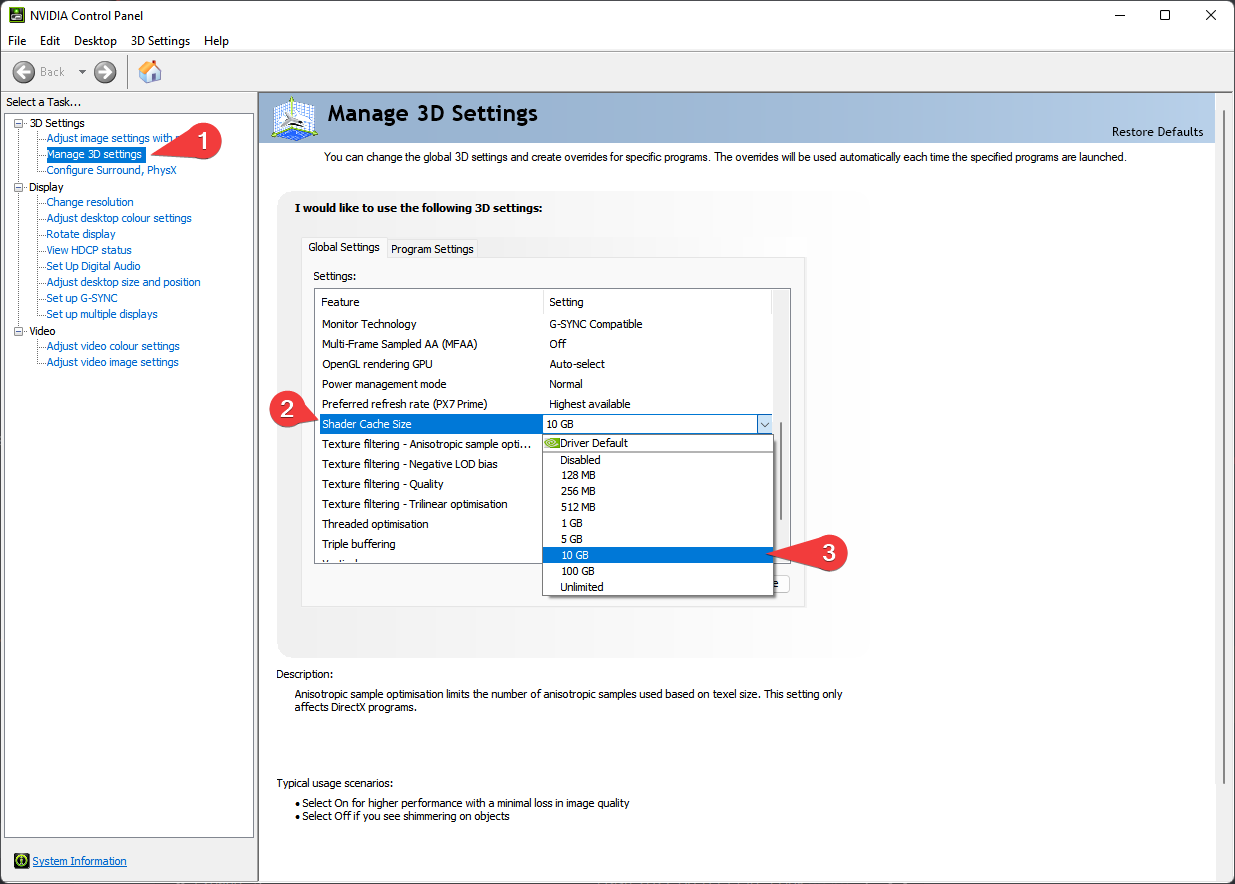 NVIDIA Control Panel
File Edit Desktop 3D Settings Help
Back
Select a Task...
3D Settings
Adjust image settings with
Manage 3D settings
1
Configure Surround, PhysX
Display
Change resolution
Adjust desktop colour settings
Rotate display
View HDCP status
Set Up Digital Audio
Adjust desktop size and position
Set up G-SYNC
Set up multiple displays
Video
Adjust video colour settings
Adjust video image settings
System Information
Manage 3D Settings
Restore Defaults
You can change the global 3D settings and create overrides for specific programs. The overrides will be used automatically each time the specified programs are launched.
I would like to use the following 3D settings:
Global Settings Program Settings
Settings:
Feature Setting
Monitor Technology G-SYNC Compatible
Multi-Frame Sampled AA (MFAA) Off
OpenGL rendering GPU Auto-select
Power management mode Normal
Preferred refresh rate (PX7 Prime) Highest available
2
Shader Cache Size 10 GB
Texture filtering - Anisotropic sample opti...
Texture filtering - Negative LOD bias
Texture filtering - Quality
Texture filtering - Trilinear optimisation
Threaded optimisation
Triple buffering
Driver Default
Disabled
128 MB
256 MB
512 MB
1 GB
5 GB
10 GB
3
100 GB
Unlimited
Description:
Anisotropic sample optimisation limits the number of anisotropic samples used based on texel size. This setting only
affects DirectX programs.
Typical usage scenarios:
• Select On for higher performance with a minimal loss in image quality
• Select Off if you see shimmering on objects